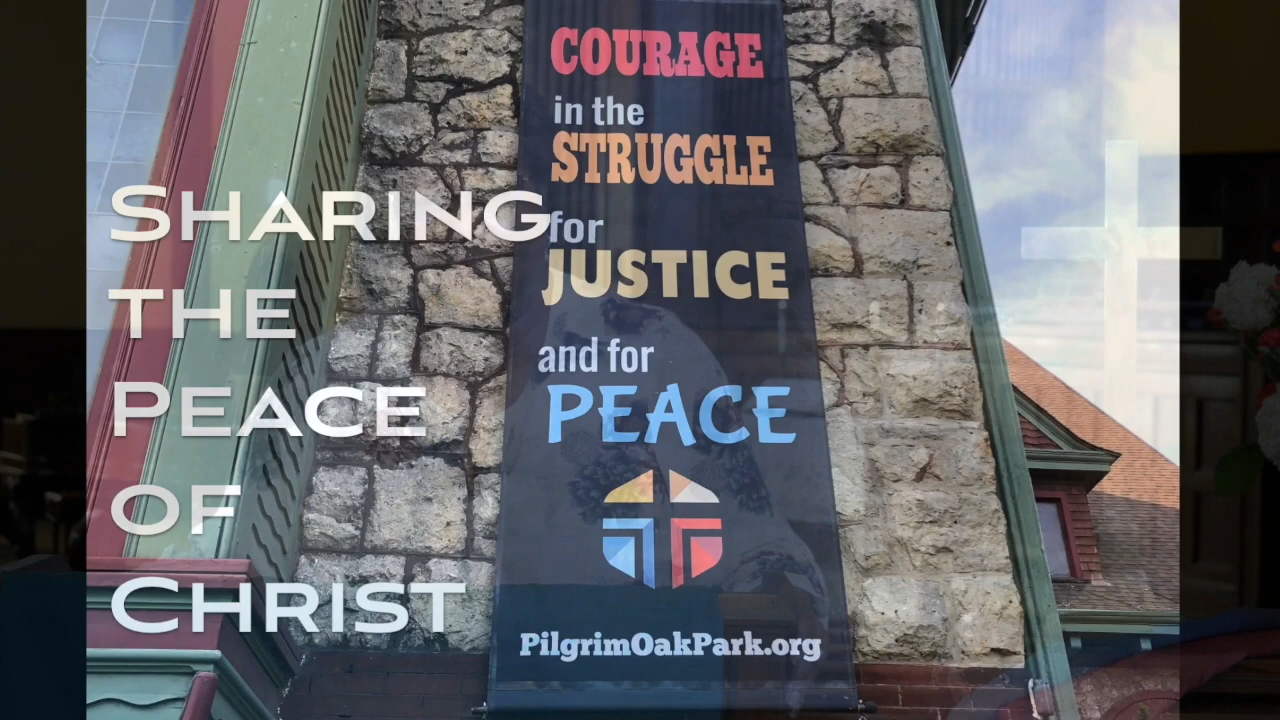 Sharing
the
Peace
of
Christ
COURAGE
in the
STRUGGLE
for
JUSTICE
and for
PEACE
PilgrimOakPark.org